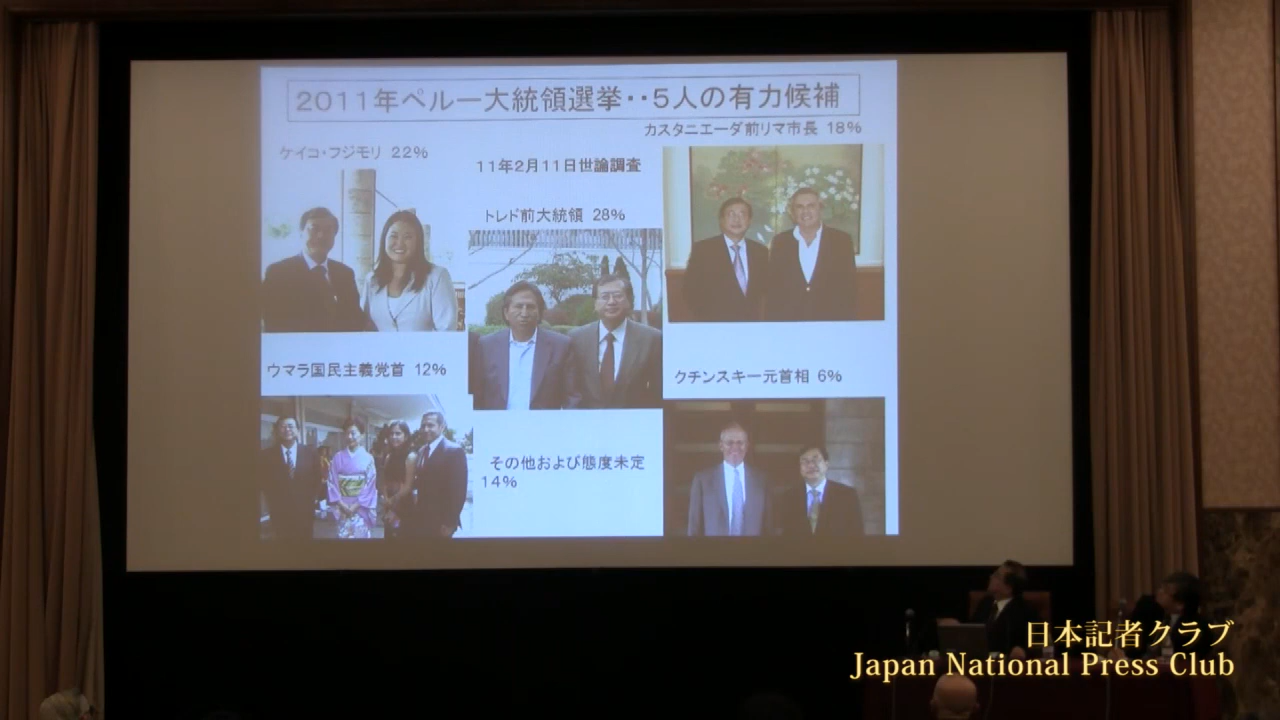 2011年ペルー大統領選挙‥5人の有力候補
カスタニエーダ前リマ市長 18%
ケイコ・フジモリ 22%
11年2月11日世論調査
トレド前大統領 28%
ウマラ国民主義党首 12%
クチンスキー元首相 6%
その他および態度未定
14%
日本記者クラブ
Japan National Press Club